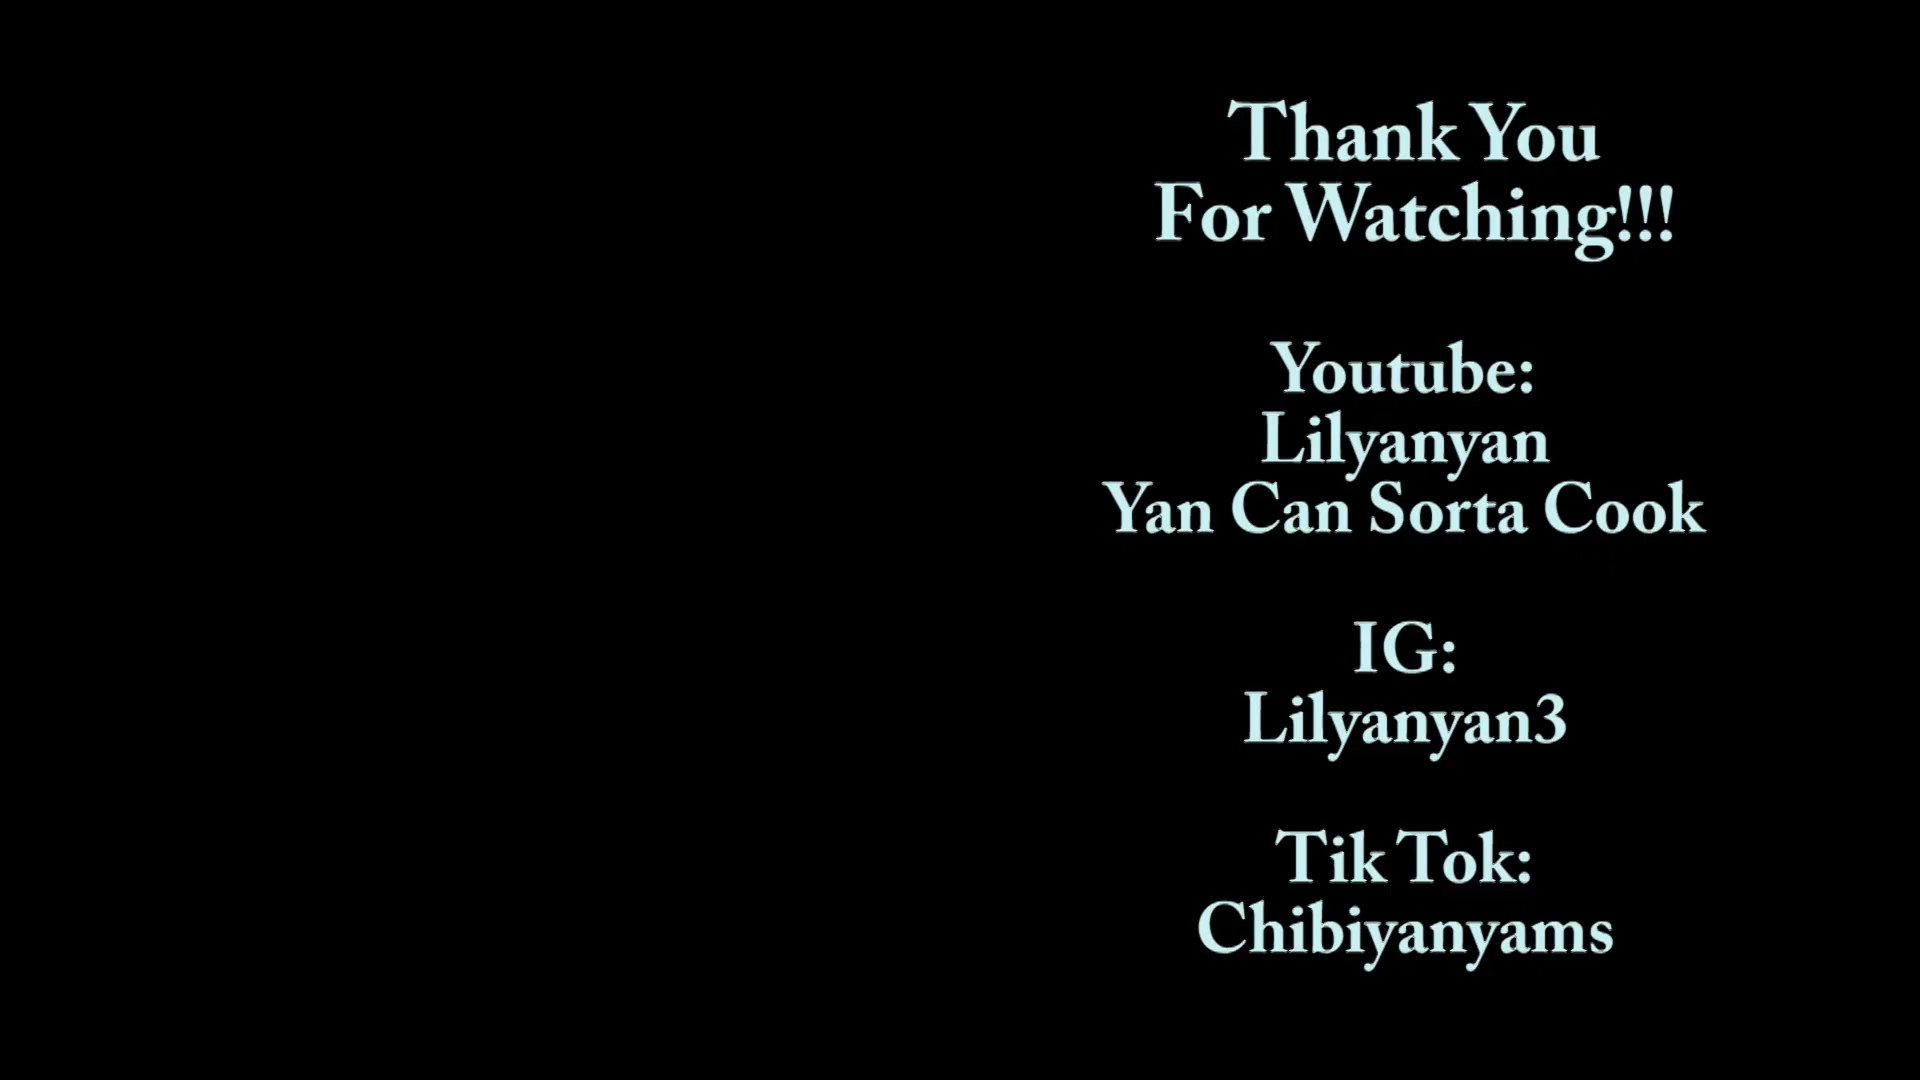 Thank You
For Watching!!!
Youtube:
Lilyanyan
Yan Can Sorta Cook
IG:
Lilyanyan3
Tik Tok:
Chibiyanyams